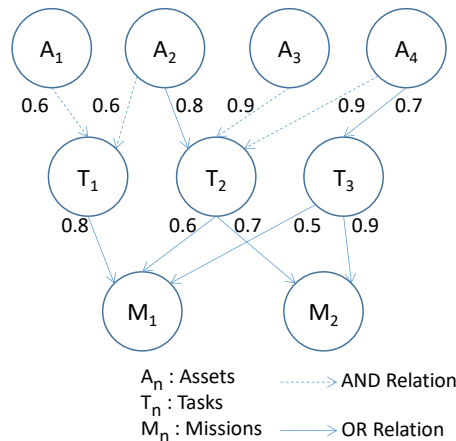 A₁ A₂ A₃ A₄
0.6 0.6 0.8 0.9 0.9 0.7
T₁ T₂ T₃
0.8 0.6 0.7 0.5 0.9
M₁ M₂
Aₙ : Assets
Tₙ : Tasks
Mₙ : Missions
AND Relation
OR Relation